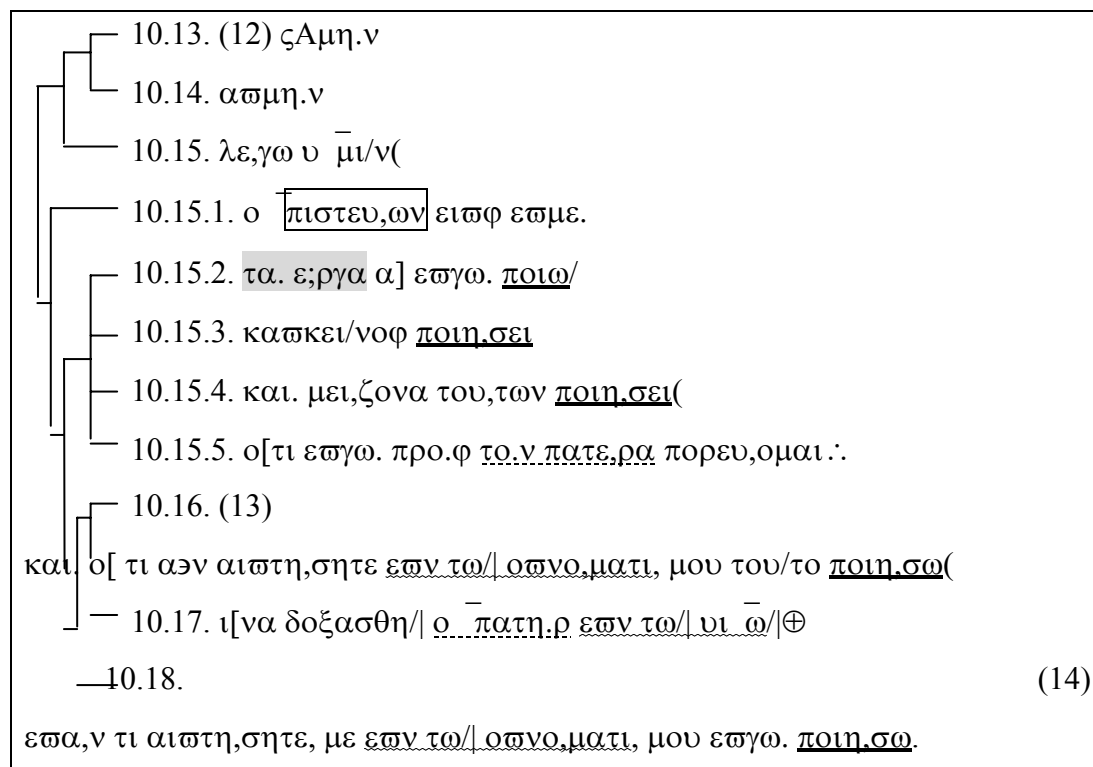 10.13. (12) ςΑμη.ν
10.14. αϖμη.ν
10.15. λε,γω υ ̅μι/ν(
10.15.1. ο ̅πιστευ,ων ειϖφ εϖμε.
10.15.2. τα. ε;ργα α] εϖγω. ποιω/
10.15.3. καϖκει/νοφ ποιη,σει
10.15.4. και. μει,ζονα του,των ποιη,σει(
10.15.5. ο[τι εϖγω. προ.φ το.ν πατε,ρα πορευ,ομαι∴
10.16. (13)
και. ο[ τι α϶ν αιϖτη,σητε εϖν τω/| οϖνο,ματι, μου του/το ποιη,σω(
10.17. ι[να δοξασθη/| ο ̅πατη.ρ εϖν τω/| υι ̅ω/|⊕
10.18. (14)
εϖα,ν τι αιϖτη,σητε, με εϖν τω/| οϖνο,ματι, μου εϖγω. ποιη,σω.